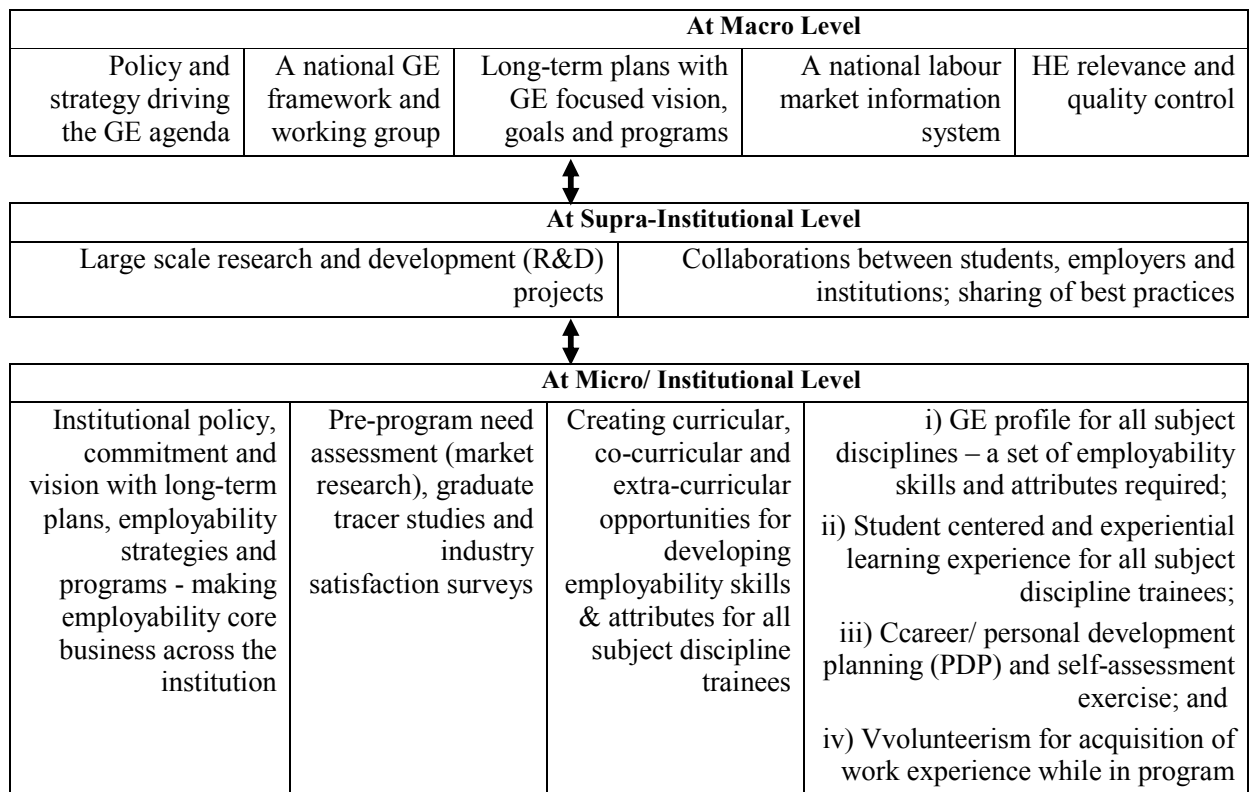 At Macro Level
Policy and
strategy driving
the GE agenda
A national GE
framework and
working group
Long-term plans with
GE focused vision,
goals and programs
A national labour
market information
system
HE relevance and
quality control
At Supra-Institutional Level
Large scale research and development (R&D)
projects
Collaborations between students, employers and
institutions; sharing of best practices
At Micro/ Institutional Level
Institutional policy,
commitment and
vision with long-term
plans, employability
strategies and
programs - making
employability core
business across the
institution
Pre-program need
assessment (market
research), graduate
tracer studies and
industry
satisfaction surveys
Creating curricular,
co-curricular and
extra-curricular
opportunities for
developing
employability skills
& attributes for all
subject discipline
trainees
i) GE profile for all subject
disciplines – a set of employability
skills and attributes required;
ii) Student centered and experiential
learning experience for all subject
discipline trainees;
iii) Ccareer/ personal development
planning (PDP) and self-assessment
exercise; and
iv) Vvolunteerism for acquisition of
work experience while in program